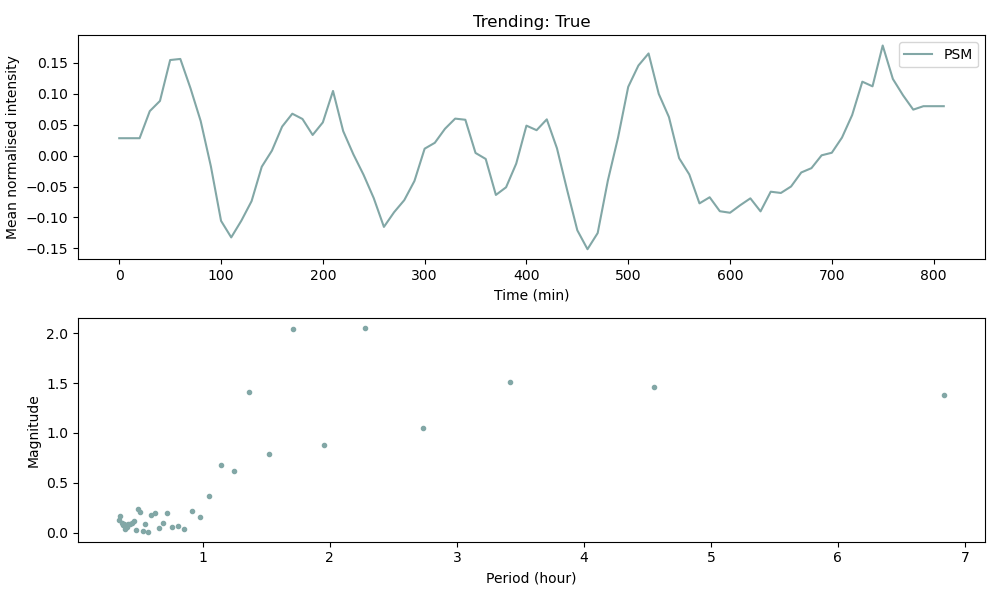 Trending: True
PSM
Mean normalised intensity
0.15
0.10
0.05
0.00
−0.05
−0.10
−0.15
0 100 200 300 400 500 600 700 800
Time (min)
Magnitude
2.0
1.5
1.0
0.5
0.0
1 2 3 4 5 6 7
Period (hour)